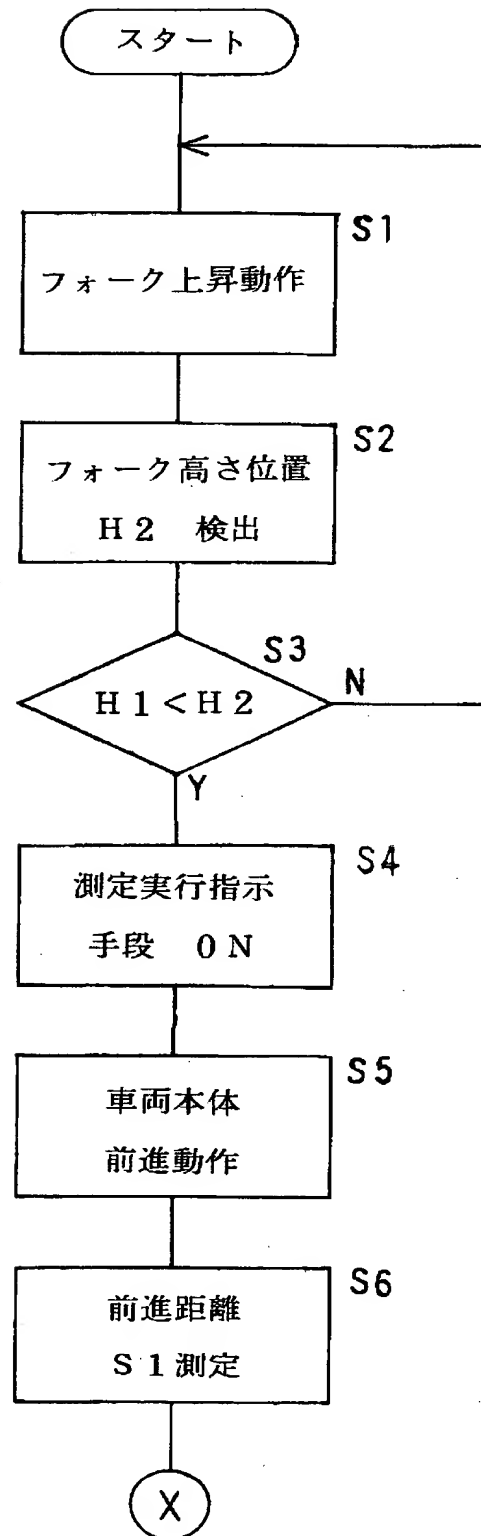 スタート
S1
フォーク上昇動作
S2
フォーク高さ位置
H2 検出
S3
H1<H2
N
Y
S4
測定実行指示
手段 ON
S5
車両本体
前進動作
S6
前進距離
S1測定
X